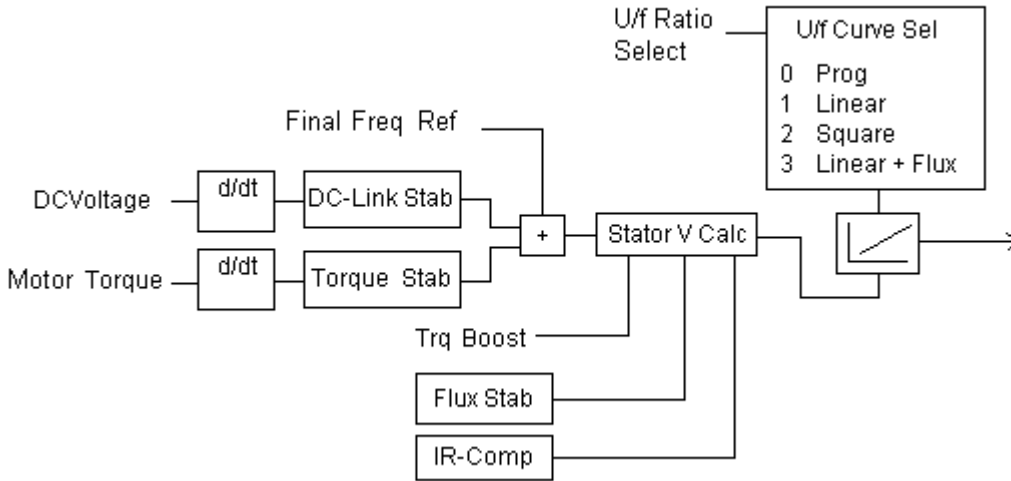 U/f Ratio
Select
U/f Curve Sel
0 Prog
1 Linear
2 Square
3 Linear + Flux
Final Freq Ref
DCVoltage
d/dt
DC-Link Stab
+
Stator V Calc
Motor Torque
d/dt
Torque Stab
Trq Boost
Flux Stab
IR-Comp